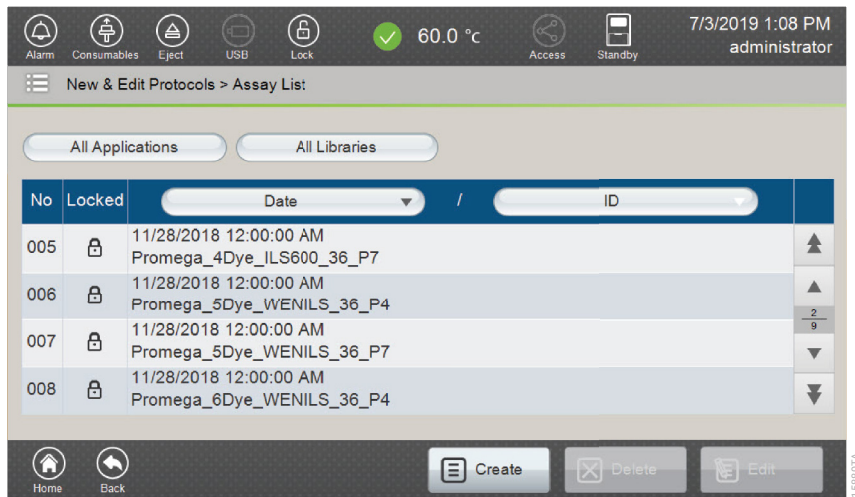 7/3/2019 1:08 PM
60.0 °c
administrator
Alarm Consumables Eject USB Lock Access Standby
New & Edit Protocols > Assay List
All Applications All Libraries
No Locked Date / ID
005 11/28/2018 12:00:00 AM
Promega_4Dye_ILS600_36_P7
006 11/28/2018 12:00:00 AM
Promega_5Dye_WENILS_36_P4
2
9
007 11/28/2018 12:00:00 AM
Promega_5Dye_WENILS_36_P7
008 11/28/2018 12:00:00 AM
Promega_6Dye_WENILS_36_P4
Create Delete Edit
Home Back